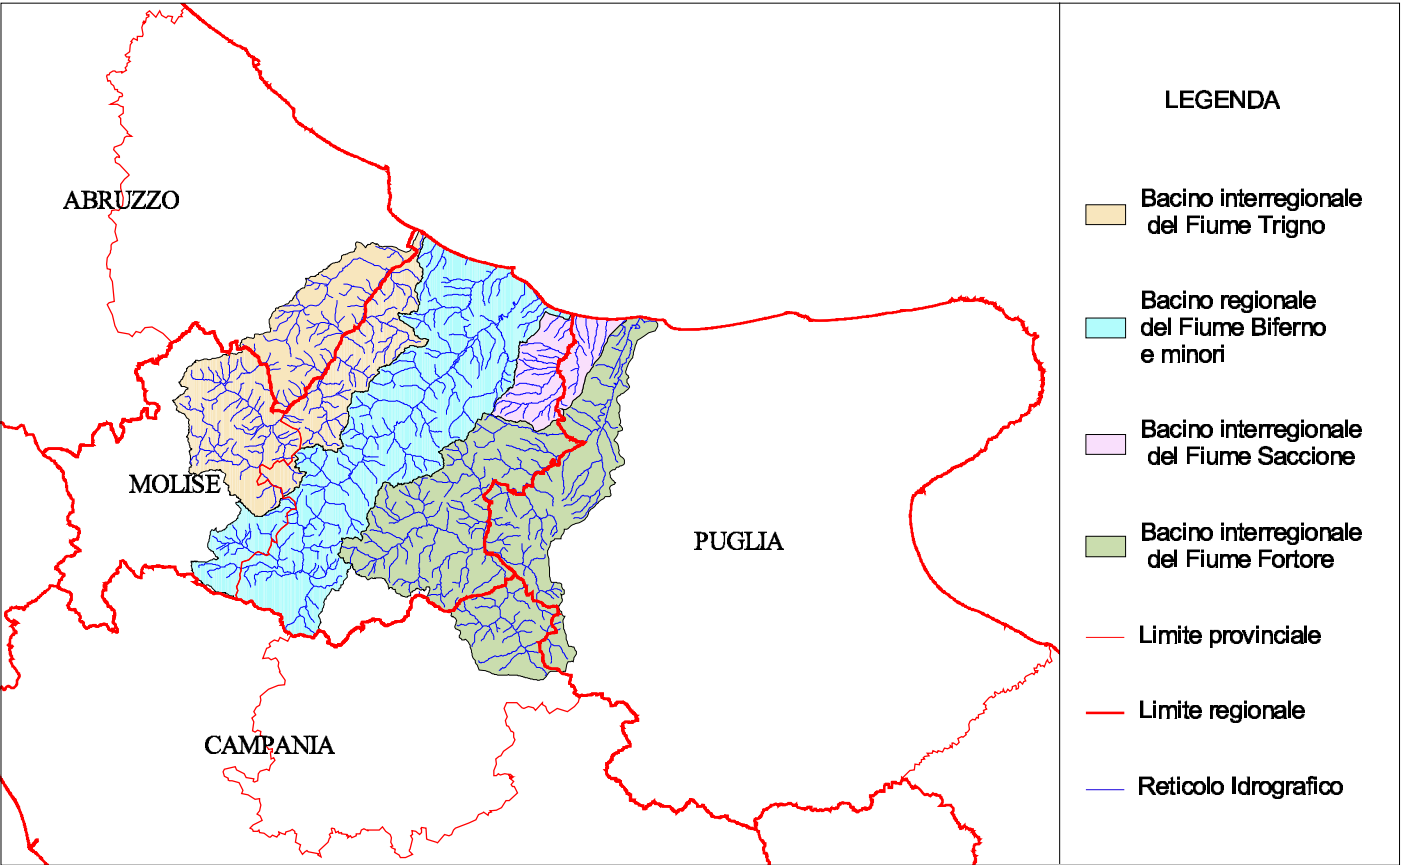 ABRUZZO
MOLISE
PUGLIA
CAMPANIA
LEGENDA
Bacino interregionale
del Fiume Trigno
Bacino regionale
del Fiume Biferno
e minori
Bacino interregionale
del Fiume Saccione
Bacino interregionale
del Fiume Fortore
Limite provinciale
Limite regionale
Reticolo Idrografico